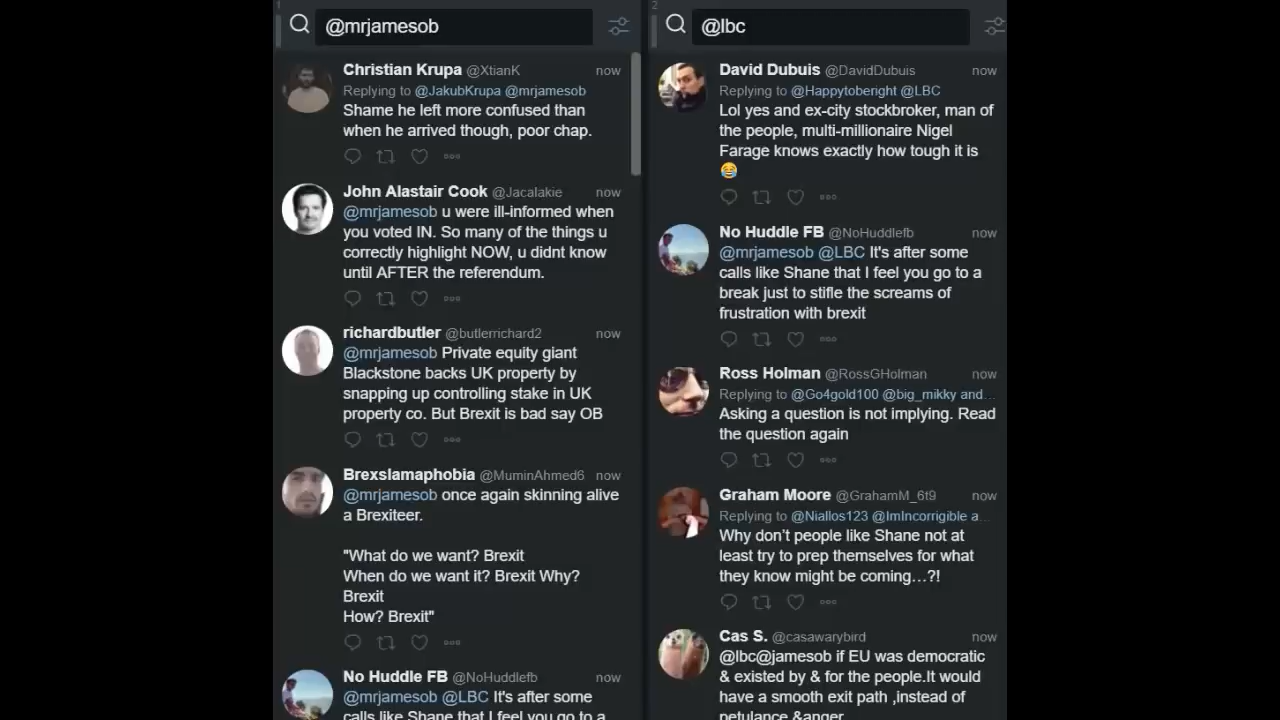 1
@mrjamesob
Christian Krupa @XtianK now
Replying to @JakubKrupa @mrjamesob
Shame he left more confused than
when he arrived though, poor chap.
John Alastair Cook @Jacalakie now
@mrjamesob u were ill-informed when
you voted IN. So many of the things u
correctly highlight NOW, u didnt know
until AFTER the referendum.
richardbutler @butlerrichard2 now
@mrjamesob Private equity giant
Blackstone backs UK property by
snapping up controlling stake in UK
property co. But Brexit is bad say OB
Brexslamaphobia @MuminAhmed6 now
@mrjamesob once again skinning alive
a Brexiteer.
"What do we want? Brexit
When do we want it? Brexit Why?
Brexit
How? Brexit"
No Huddle FB @NoHuddlefb now
@mrjamesob @LBC It's after some
calls like Shane that I feel you go to a
2
@lbc
David Dubuis @DavidDubuis now
Replying to @Happytoberight @LBC
Lol yes and ex-city stockbroker, man of
the people, multi-millionaire Nigel
Farage knows exactly how tough it is
😂
No Huddle FB @NoHuddlefb now
@mrjamesob @LBC It's after some
calls like Shane that I feel you go to a
break just to stifle the screams of
frustration with brexit
Ross Holman @RossGHolman now
Replying to @Go4gold100 @big_mikky and...
Asking a question is not implying. Read
the question again
Graham Moore @GrahamM_6t9 now
Replying to @Niallos123 @ImIncorrigible a...
Why don't people like Shane not at
least try to prep themselves for what
they know might be coming…?!
Cas S. @casawarybird now
@lbc@jamesob if EU was democratic
& existed by & for the people.It would
have a smooth exit path ,instead of
petulance &anger